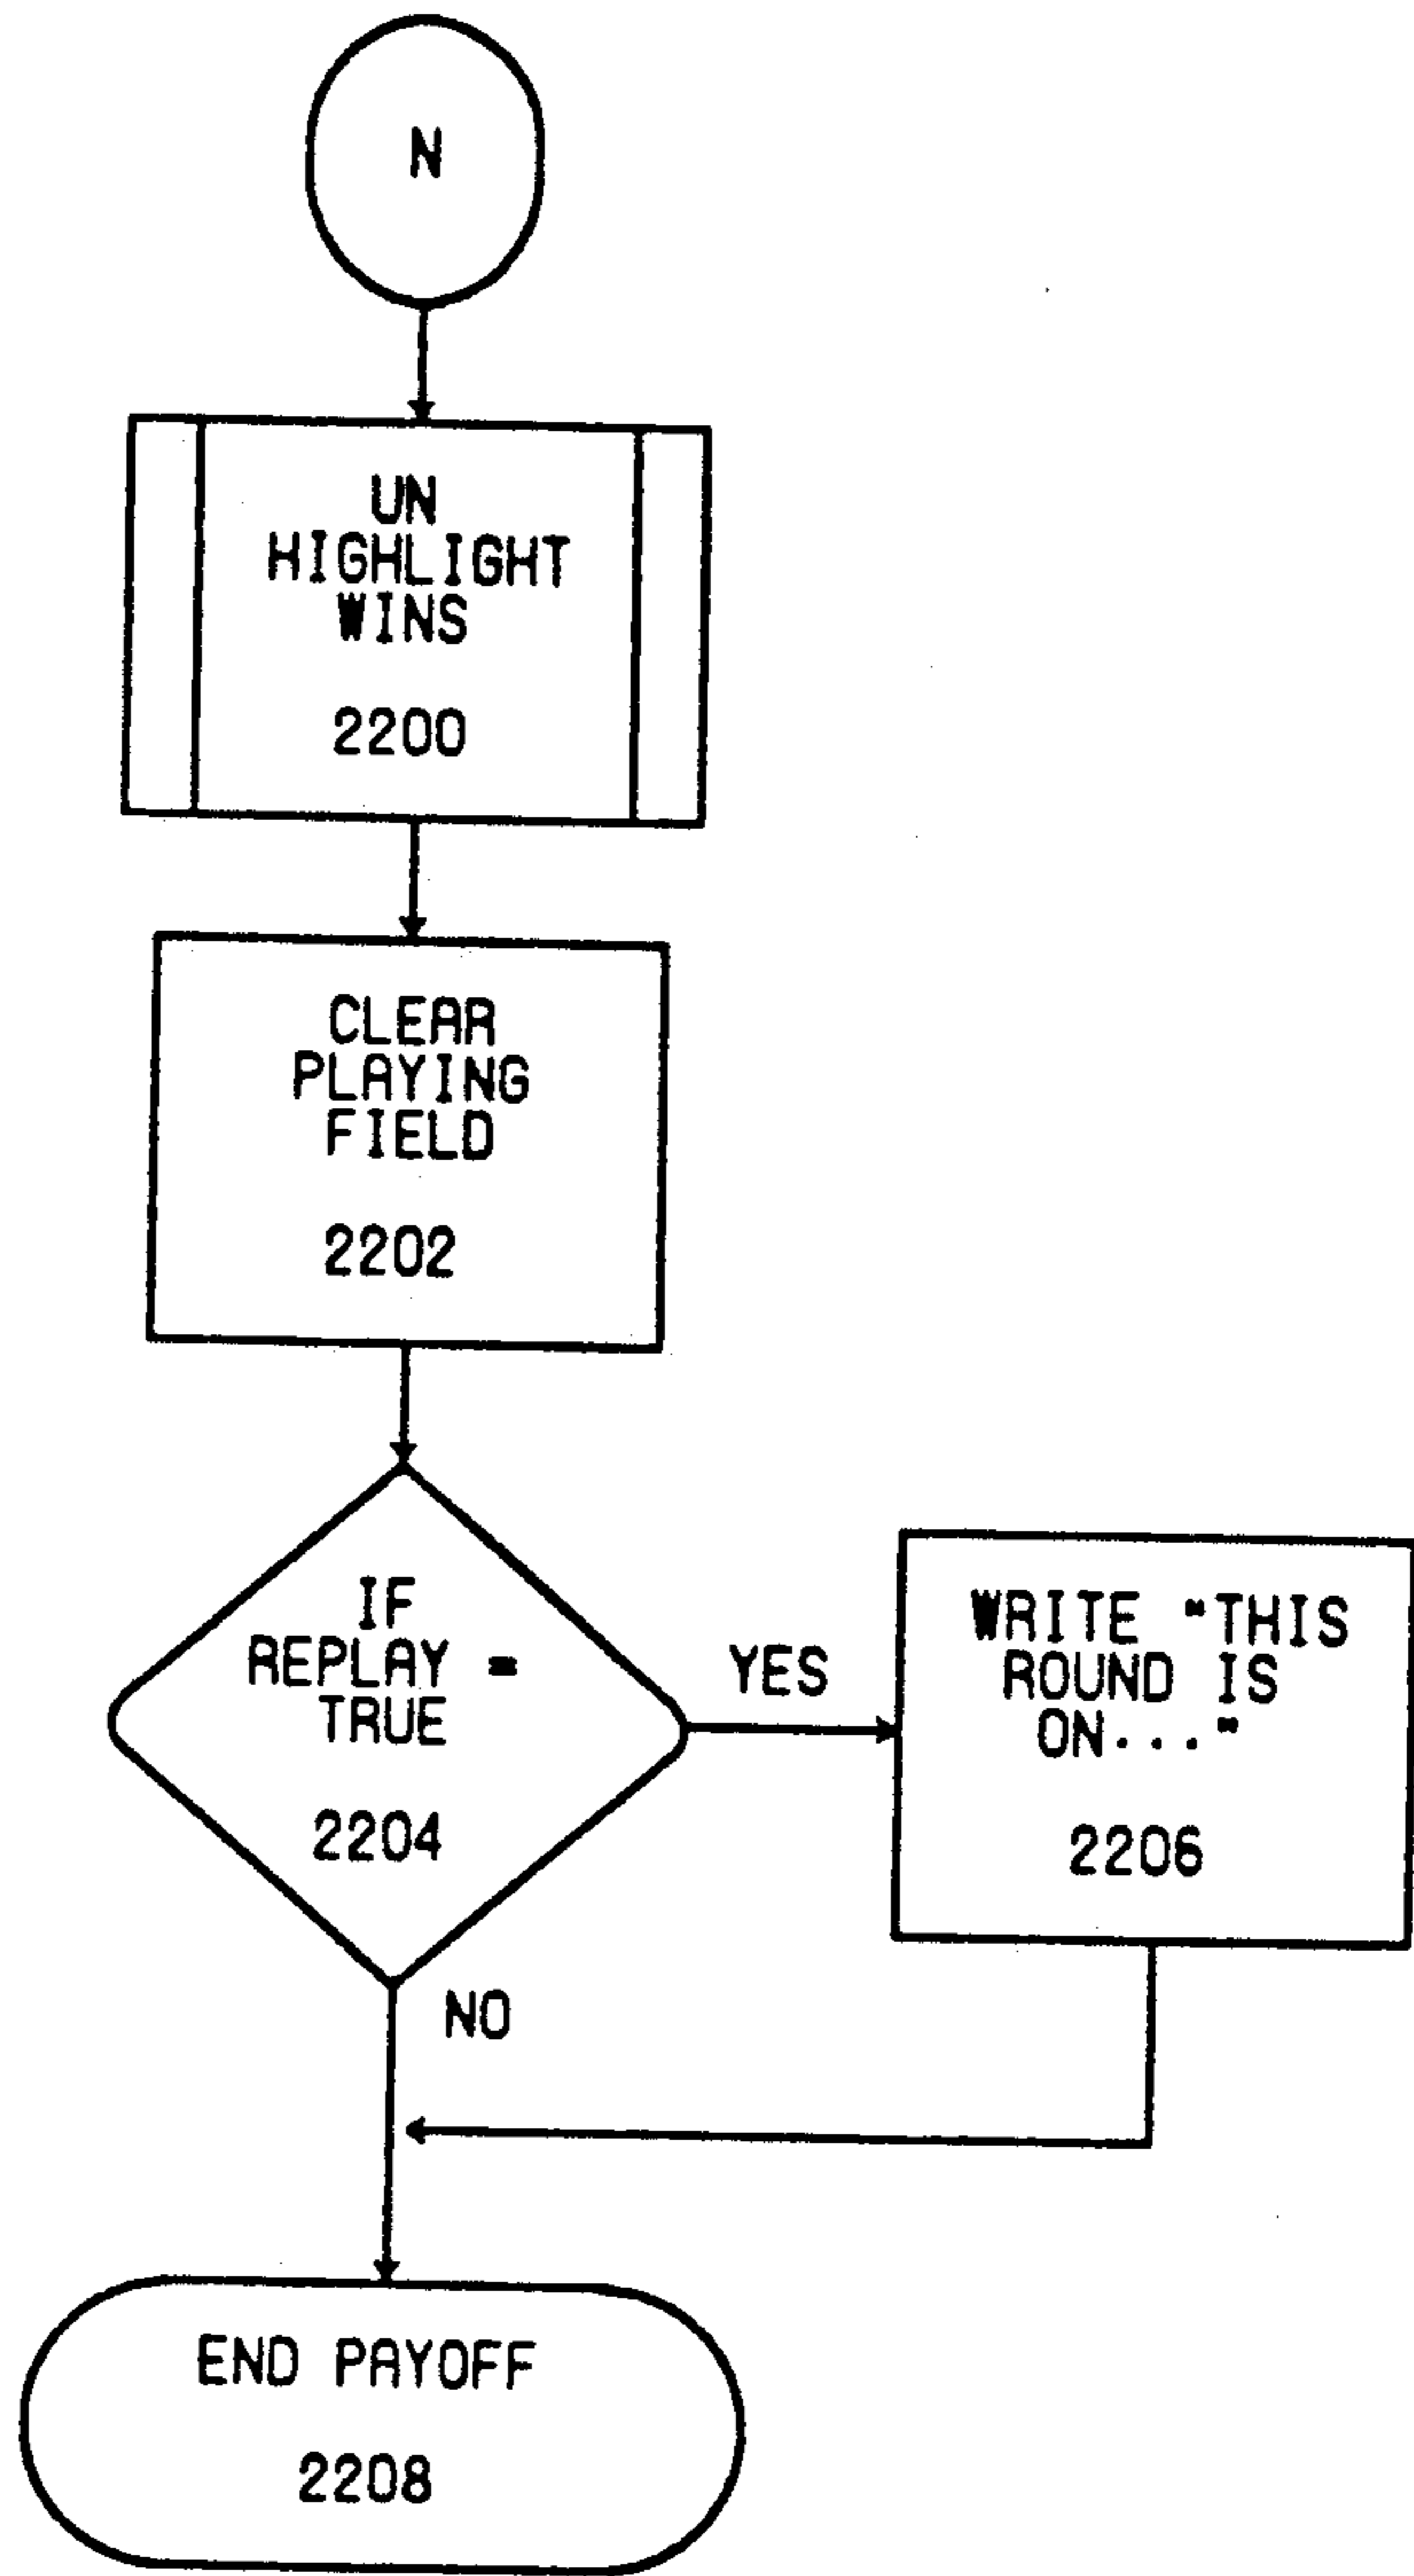 N
UN
HIGHLIGHT
WINS
2200
CLEAR
PLAYING
FIELD
2202
IF
REPLAY =
TRUE
2204
YES
WRITE "THIS
ROUND IS
ON..."
2206
NO
END PAYOFF
2208